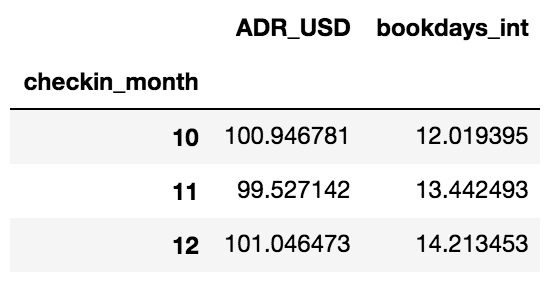 ADR_USD bookdays_int
checkin_month
10 100.946781 12.019395
11 99.527142 13.442493
12 101.046473 14.213453